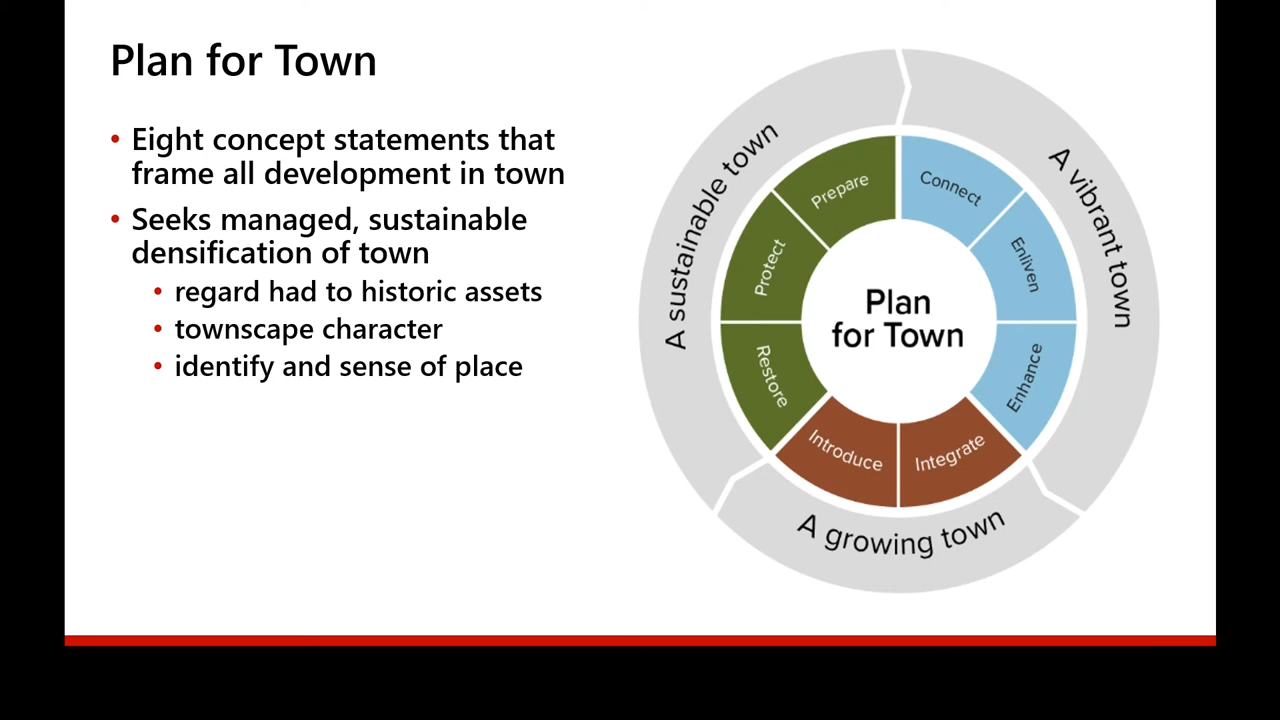 Plan for Town
• Eight concept statements that
frame all development in town
• Seeks managed, sustainable
densification of town
• regard had to historic assets
• townscape character
• identify and sense of place
A sustainable town
A vibrant town
A growing town
Prepare
Connect
Protect
Enliven
Restore
Enhance
Introduce
Integrate
Plan
for Town